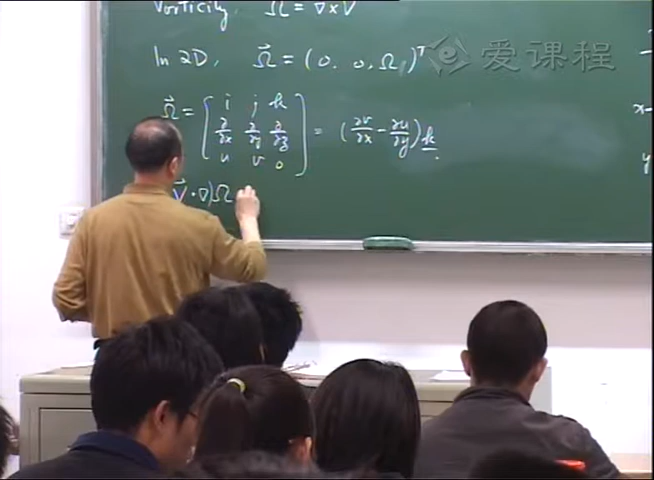 Vorticity, Ω⃗ = ∇×V⃗
爱课程
In 2D, Ω⃗ = (0, 0, Ω)ᵀ
Ω⃗ = | i j k ; ∂/∂x ∂/∂y ∂/∂z ; u v 0 | = (∂v/∂x − ∂u/∂y) k
V⃗·∇)Ω